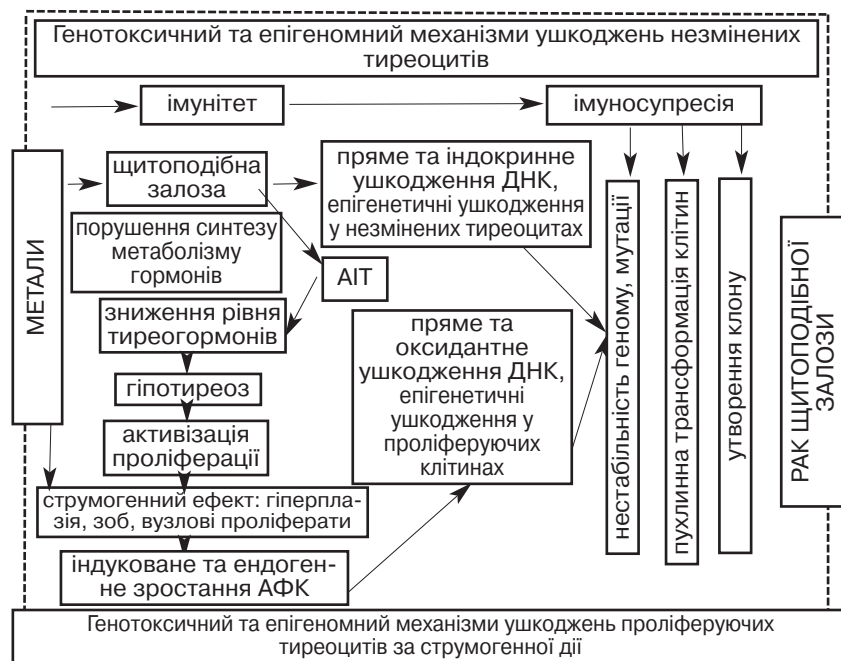 Генотоксичний та епігеномний механізми ушкоджень незмінених
тиреоцитів
імунітет
імуносупресія
МЕТАЛИ
щитоподібна
залоза
пряме та індокринне
ушкодження ДНК,
епігенетичні ушкодження
у незмінених тиреоцитах
порушення синтезу
метаболізму
гормонів
АІТ
зниження рівня
тиреогормонів
гіпотиреоз
активізація
проліферації
струмогенний ефект: гіперпла-
зія, зоб, вузлові проліферати
індуковане та ендоген-
не зростання АФК
пряме та
оксидантне
ушкодження ДНК,
епігенетичні
ушкодження у
проліферуючих
клітинах
нестабільність геному, мутації
пухлинна трансформація клітин
утворення клону
РАК ЩИТОПОДІБНОЇ
ЗАЛОЗИ
Генотоксичний та епігеномний механізми ушкоджень проліферуючих
тиреоцитів за струмогенної дії